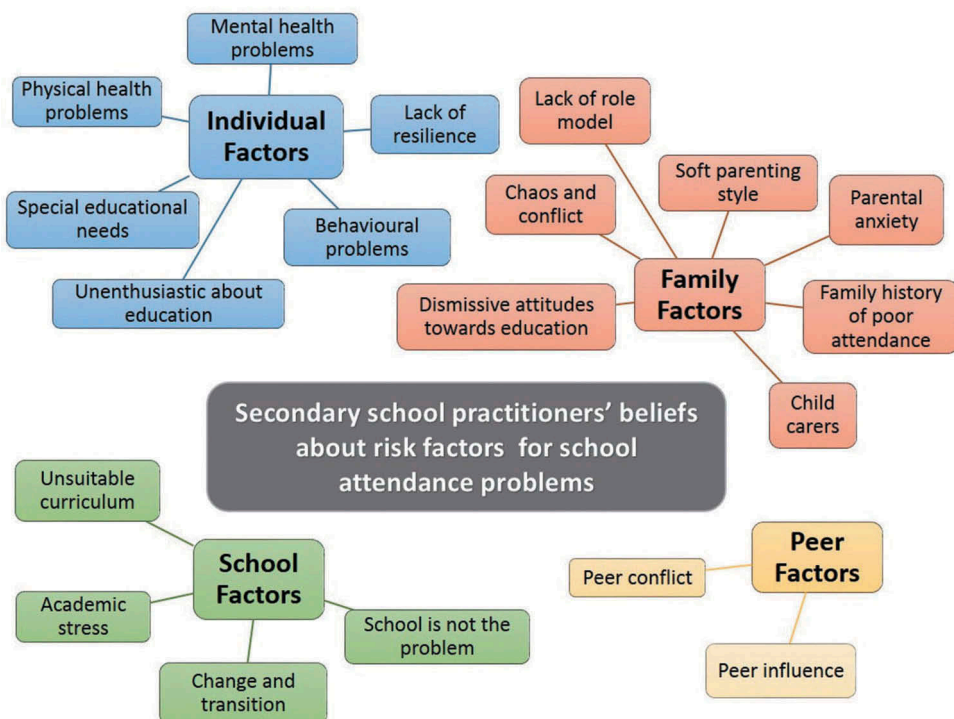 Mental health
problems
Physical health
problems
Individual
Factors
Lack of
resilience
Special educational
needs
Behavioural
problems
Unenthusiastic about
education
Lack of role
model
Soft parenting
style
Chaos and
conflict
Parental
anxiety
Family
Factors
Dismissive attitudes
towards education
Family history
of poor
attendance
Child
carers
Secondary school practitioners’ beliefs
about risk factors for school
attendance problems
Unsuitable
curriculum
School
Factors
Academic
stress
School is not the
problem
Change and
transition
Peer
Factors
Peer conflict
Peer influence